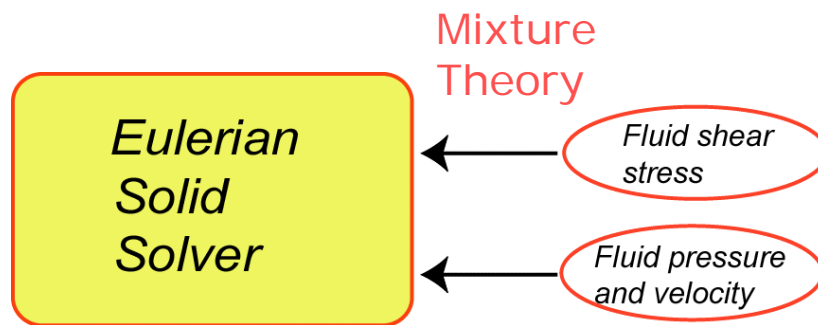 Mixture
Theory
Eulerian
Solid
Solver
Fluid shear
stress
Fluid pressure
and velocity